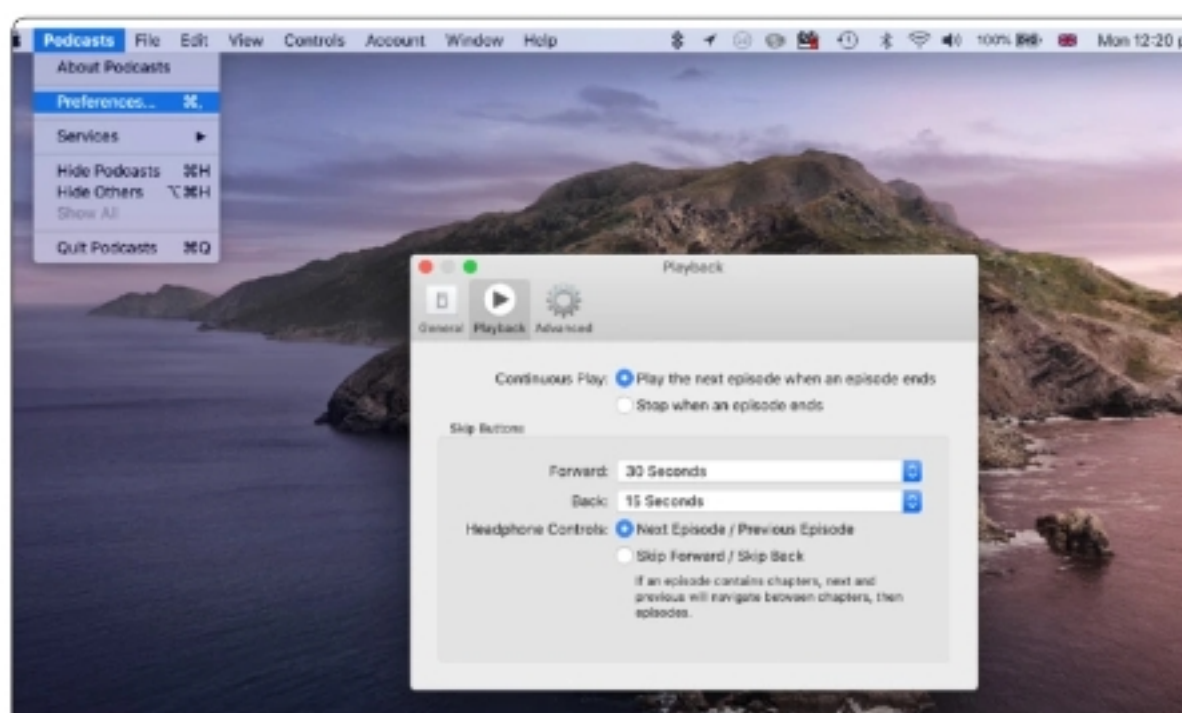 Podcasts File Edit View Controls Account Window Help 100% Mon 12:20
About Podcasts
Preferences... ⌘,
Services
Hide Podcasts ⌘H
Hide Others ⌥⌘H
Show All
Quit Podcasts ⌘Q
Playback
General Playback Advanced
Continuous Play: Play the next episode when an episode ends
Stop when an episode ends
Skip Buttons
Forward: 30 Seconds
Back: 15 Seconds
Headphone Controls: Next Episode / Previous Episode
Skip Forward / Skip Back
If an episode contains chapters, next and
previous will navigate between chapters, then
episodes.